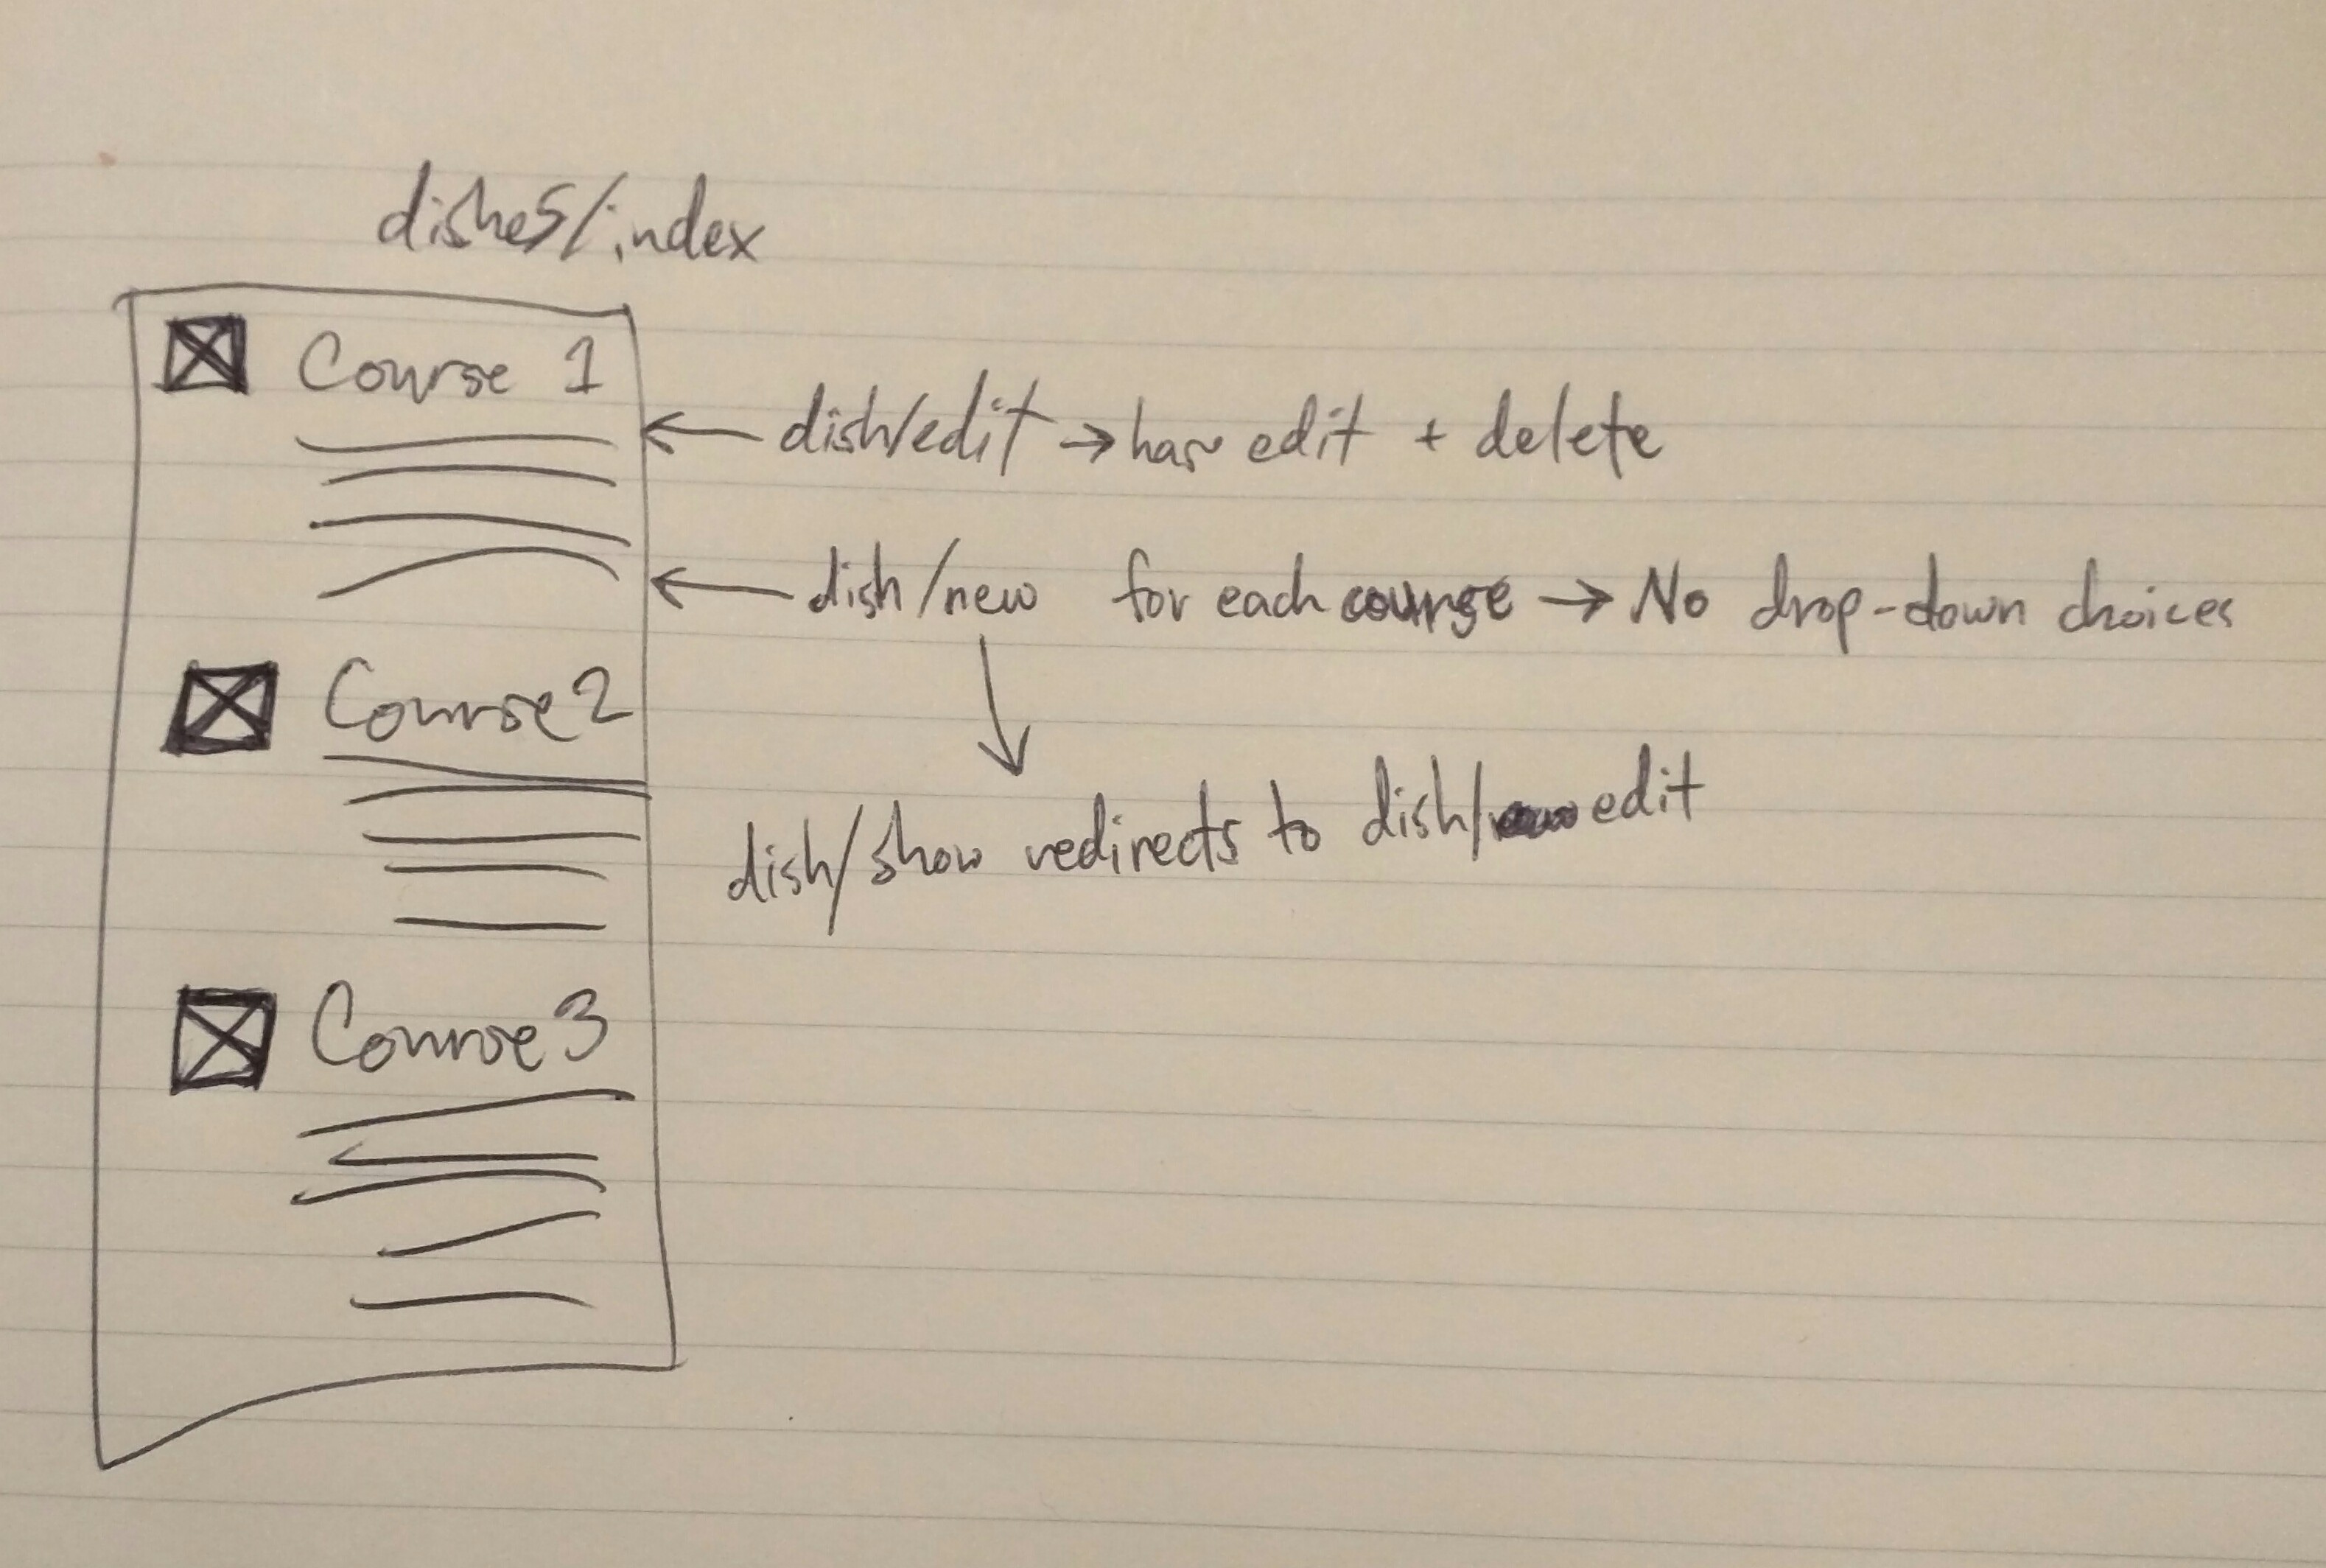 dishes/index
Course 1
← dish/edit → has edit + delete
← dish/new for each course → No drop-down choices
Course 2
dish/show redirects to dish/ edit
Course 3